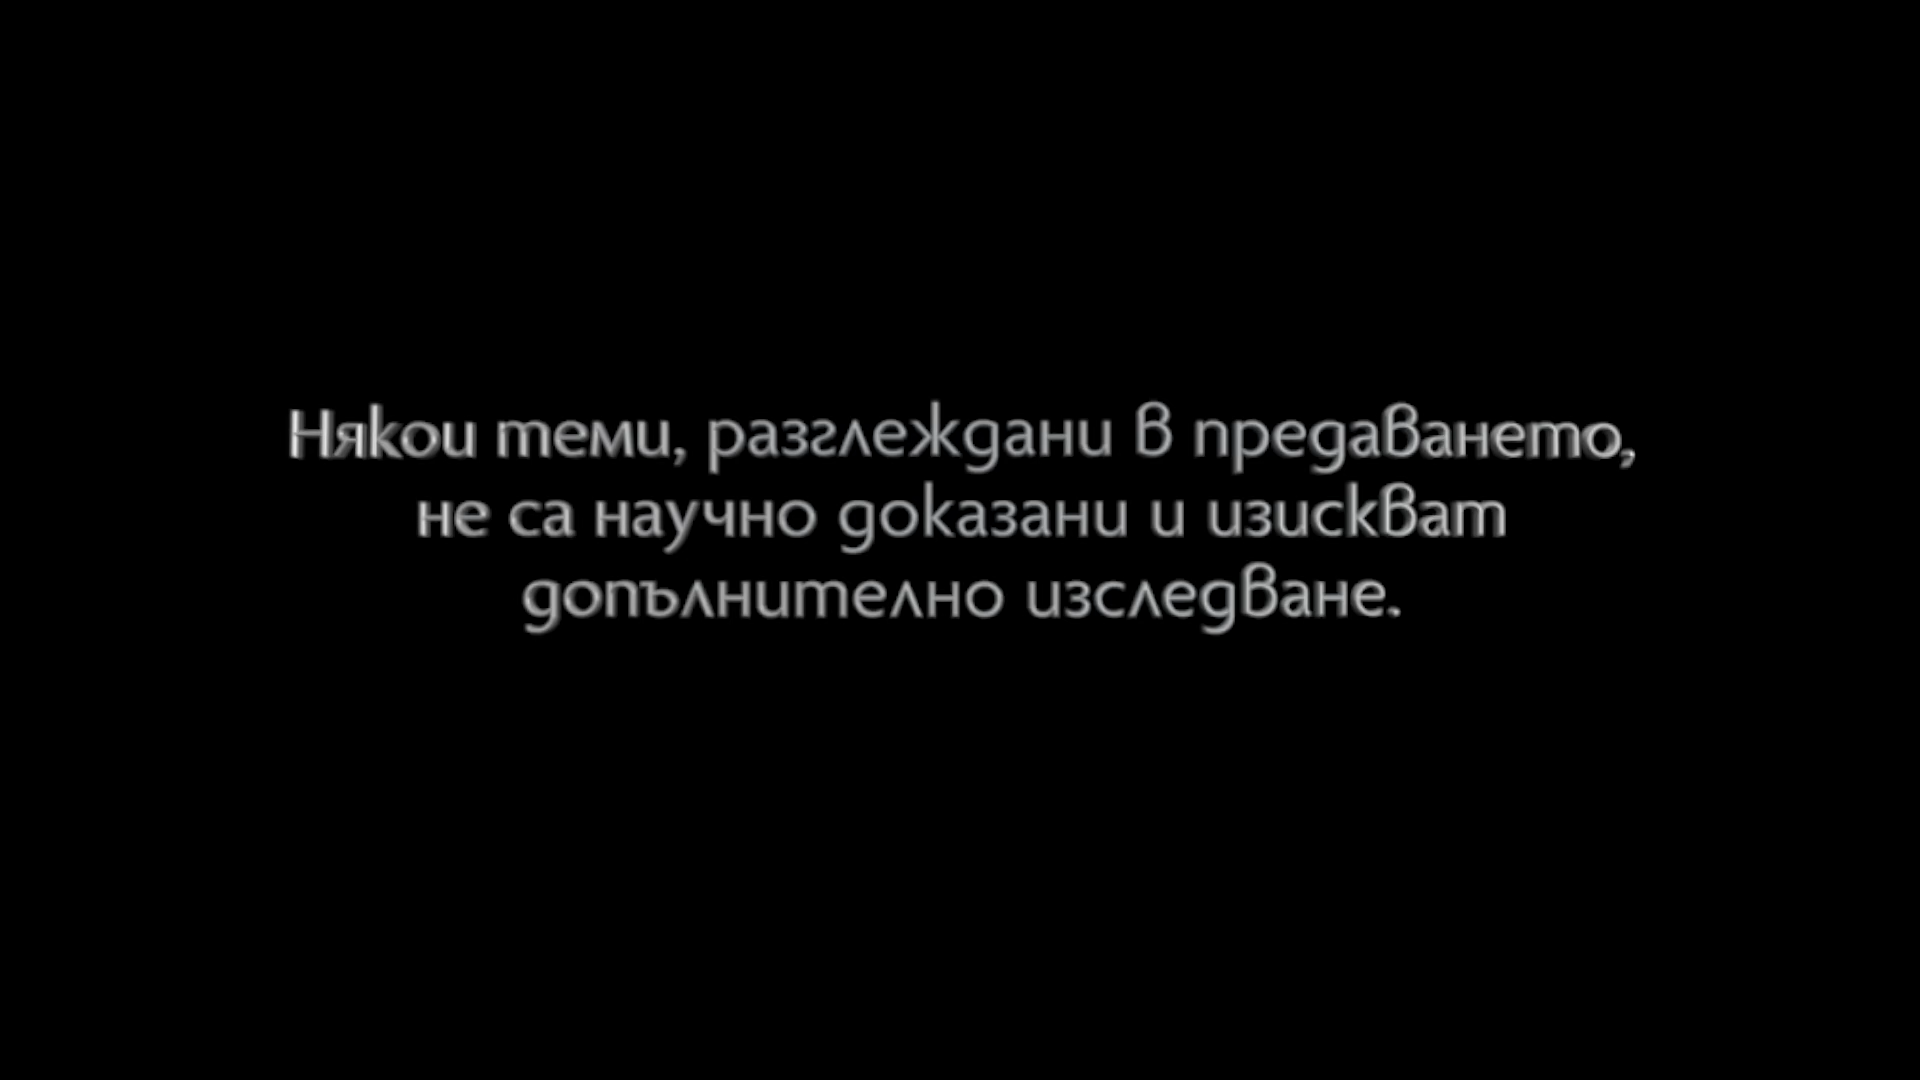 Някои теми, разглеждани в предаването,
не са научно доказани и изискват
допълнително изследване.